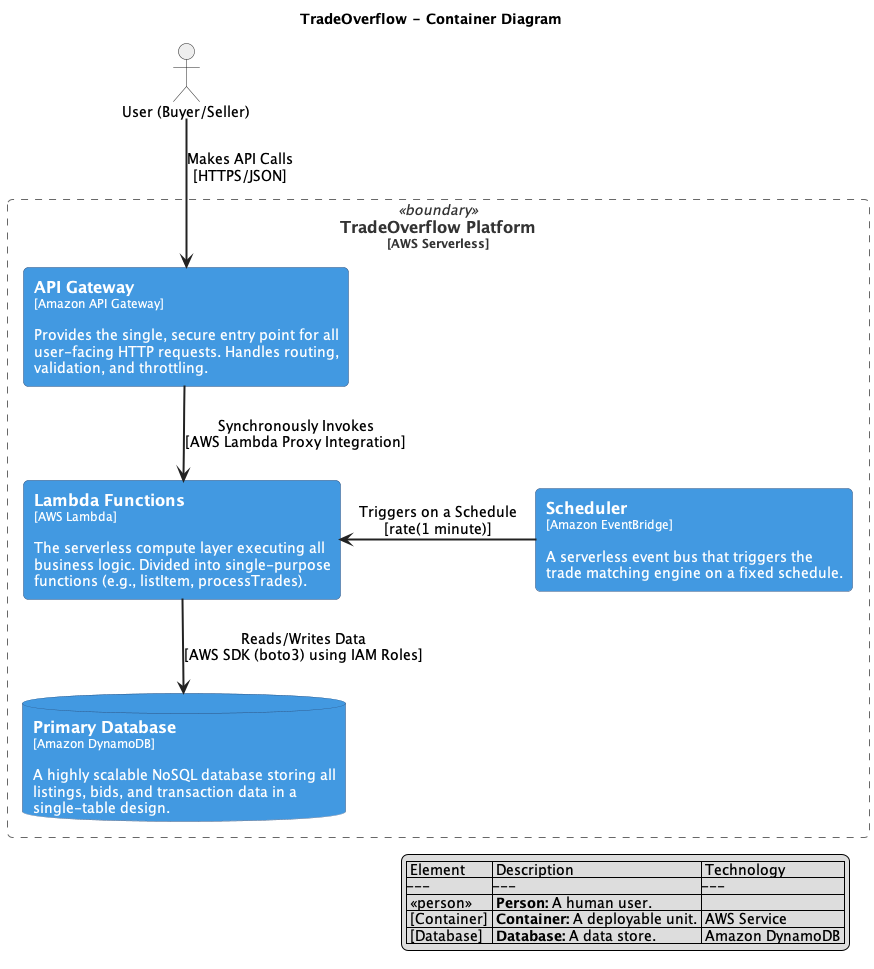 TradeOverflow - Container Diagram
User (Buyer/Seller)
Makes API Calls
[HTTPS/JSON]
«boundary»
TradeOverflow Platform
[AWS Serverless]
API Gateway
[Amazon API Gateway]
Provides the single, secure entry point for all
user-facing HTTP requests. Handles routing,
validation, and throttling.
Synchronously Invokes
[AWS Lambda Proxy Integration]
Lambda Functions
[AWS Lambda]
The serverless compute layer executing all
business logic. Divided into single-purpose
functions (e.g., listItem, processTrades).
Triggers on a Schedule
[rate(1 minute)]
Scheduler
[Amazon EventBridge]
A serverless event bus that triggers the
trade matching engine on a fixed schedule.
Reads/Writes Data
[AWS SDK (boto3) using IAM Roles]
Primary Database
[Amazon DynamoDB]
A highly scalable NoSQL database storing all
listings, bids, and transaction data in a
single-table design.
Element Description Technology
--- --- ---
«person» Person: A human user.
[Container] Container: A deployable unit. AWS Service
[Database] Database: A data store. Amazon DynamoDB